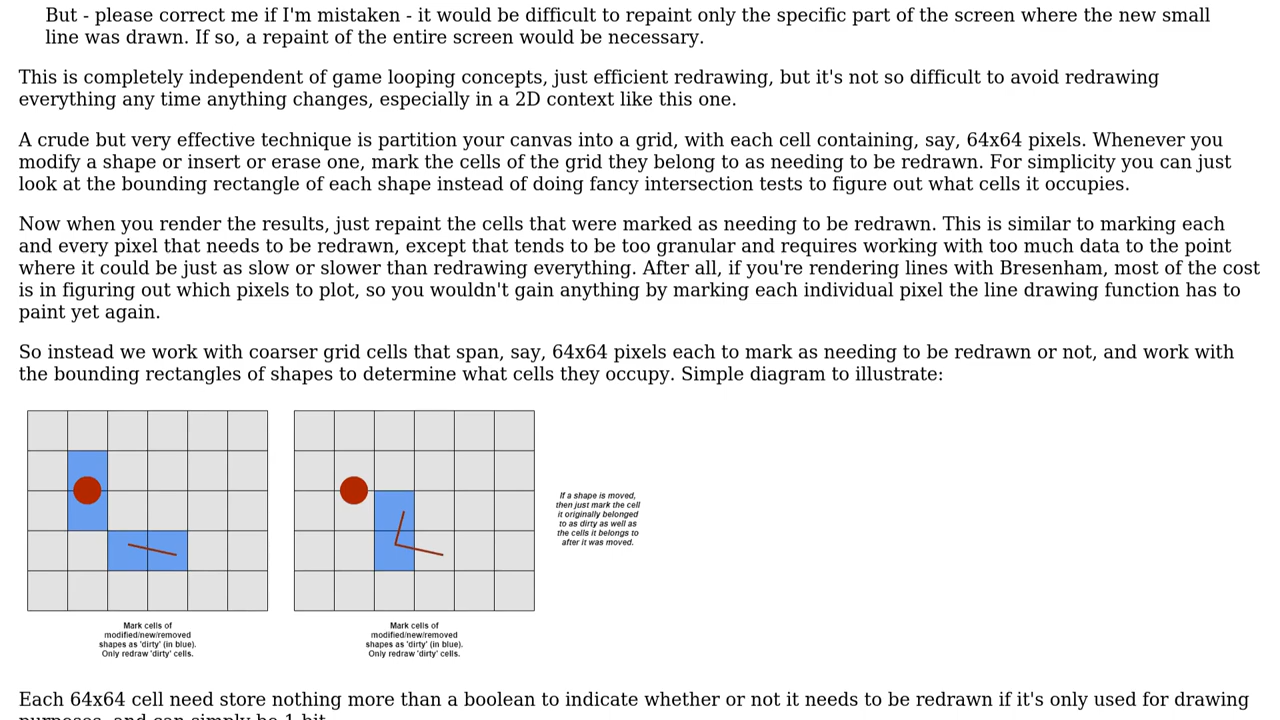 But - please correct me if I'm mistaken - it would be difficult to repaint only the specific part of the screen where the new small
line was drawn. If so, a repaint of the entire screen would be necessary.
This is completely independent of game looping concepts, just efficient redrawing, but it's not so difficult to avoid redrawing
everything any time anything changes, especially in a 2D context like this one.
A crude but very effective technique is partition your canvas into a grid, with each cell containing, say, 64x64 pixels. Whenever you
modify a shape or insert or erase one, mark the cells of the grid they belong to as needing to be redrawn. For simplicity you can just
look at the bounding rectangle of each shape instead of doing fancy intersection tests to figure out what cells it occupies.
Now when you render the results, just repaint the cells that were marked as needing to be redrawn. This is similar to marking each
and every pixel that needs to be redrawn, except that tends to be too granular and requires working with too much data to the point
where it could be just as slow or slower than redrawing everything. After all, if you're rendering lines with Bresenham, most of the cost
is in figuring out which pixels to plot, so you wouldn't gain anything by marking each individual pixel the line drawing function has to
paint yet again.
So instead we work with coarser grid cells that span, say, 64x64 pixels each to mark as needing to be redrawn or not, and work with
the bounding rectangles of shapes to determine what cells they occupy. Simple diagram to illustrate:
Mark cells of
modified/new/removed
shapes as 'dirty' (in blue).
Only redraw 'dirty' cells.
Mark cells of
modified/new/removed
shapes as 'dirty' (in blue).
Only redraw 'dirty' cells.
If a shape is moved,
then just mark the cell
it originally belonged
to as dirty as well as
the cells it belongs to
after it was moved.
Each 64x64 cell need store nothing more than a boolean to indicate whether or not it needs to be redrawn if it's only used for drawing
purposes, and can simply be 1 bit.